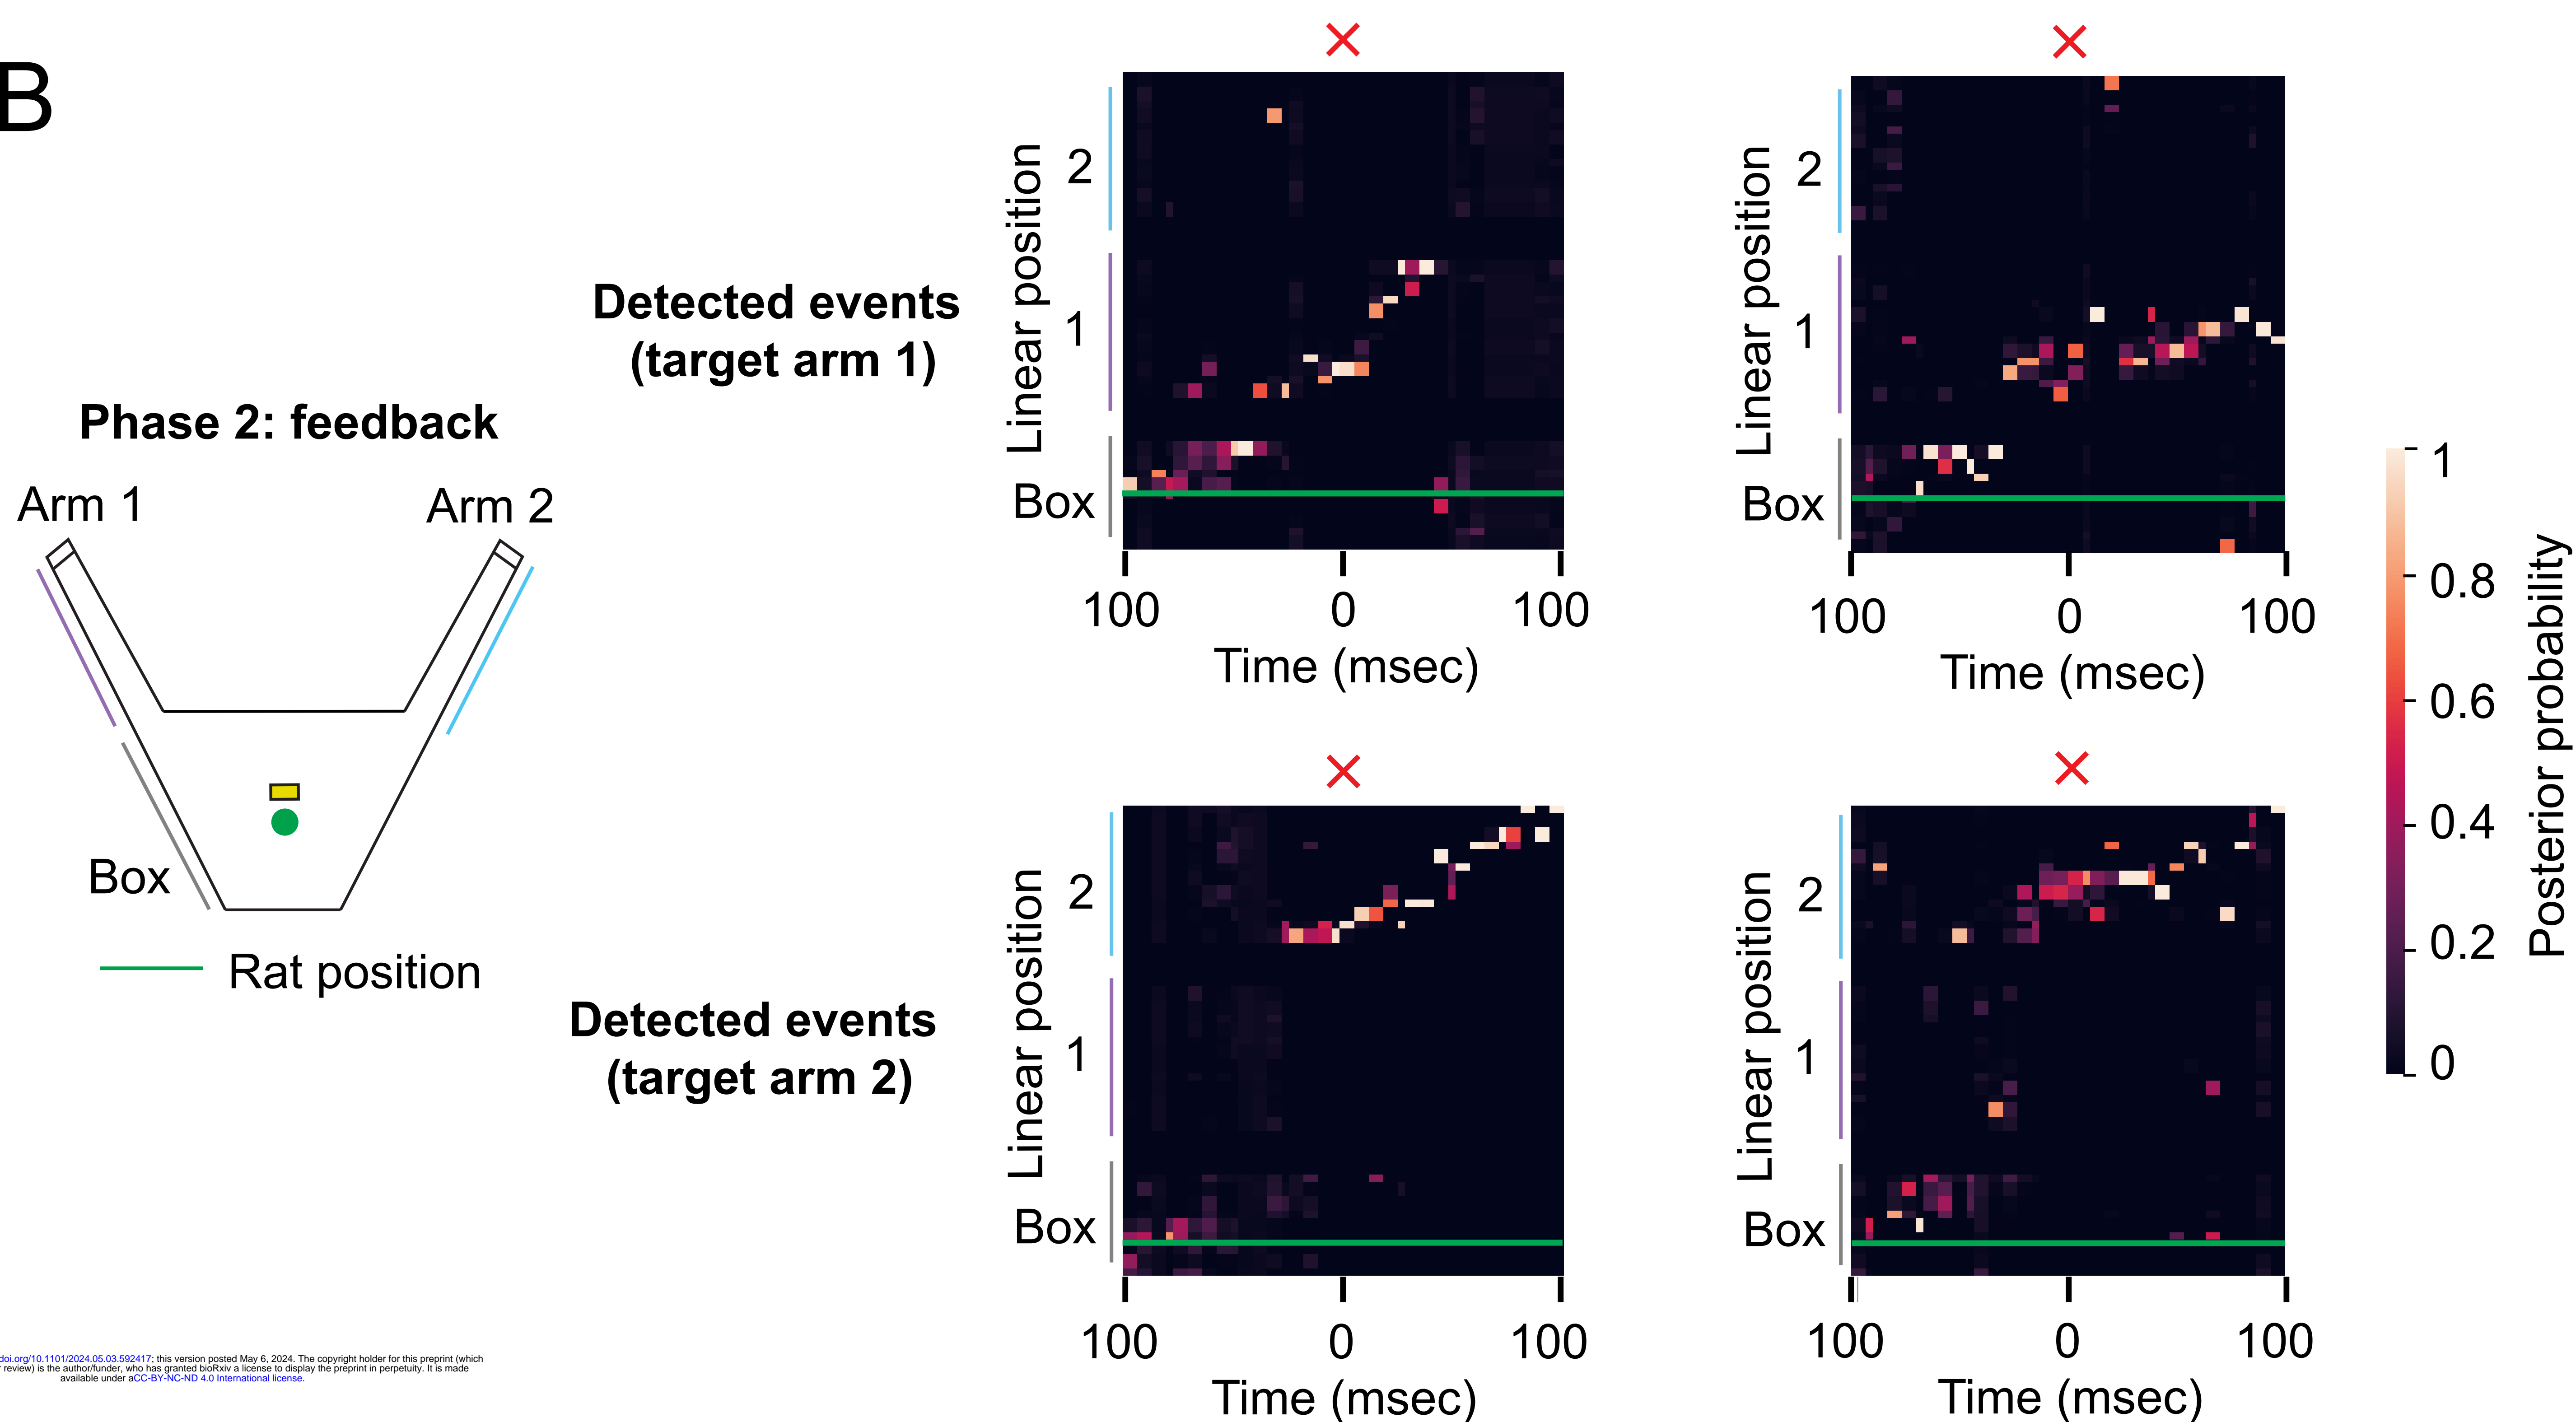 B
Phase 2: feedback
Arm 1
Arm 2
Box
Rat position
Detected events
(target arm 1)
Linear position
2
1
Box
100
0
100
Time (msec)
Linear position
2
1
Box
100
0
100
Time (msec)
Detected events
(target arm 2)
Linear position
2
1
Box
100
0
100
Time (msec)
Linear position
2
1
Box
100
0
100
Time (msec)
1
0.8
0.6
0.4
0.2
0
Posterior probability
doi.org/10.1101/2024.05.03.592417; this version posted May 6, 2024. The copyright holder for this preprint (which
review) is the author/funder, who has granted bioRxiv a license to display the preprint in perpetuity. It is made
available under aCC-BY-NC-ND 4.0 International license.